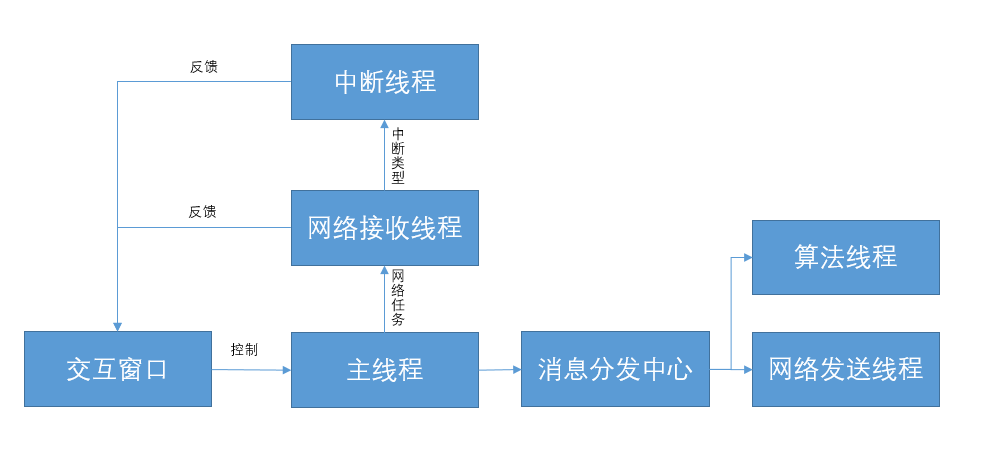 反馈
中断线程
中断类型
反馈
网络接收线程
算法线程
网络任务
交互窗口
控制
主线程
消息分发中心
网络发送线程